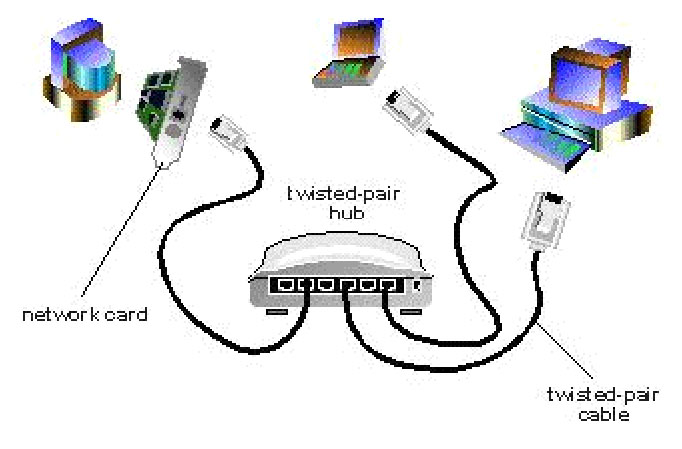 twisted-pair
hub
network card
twisted-pair
cable